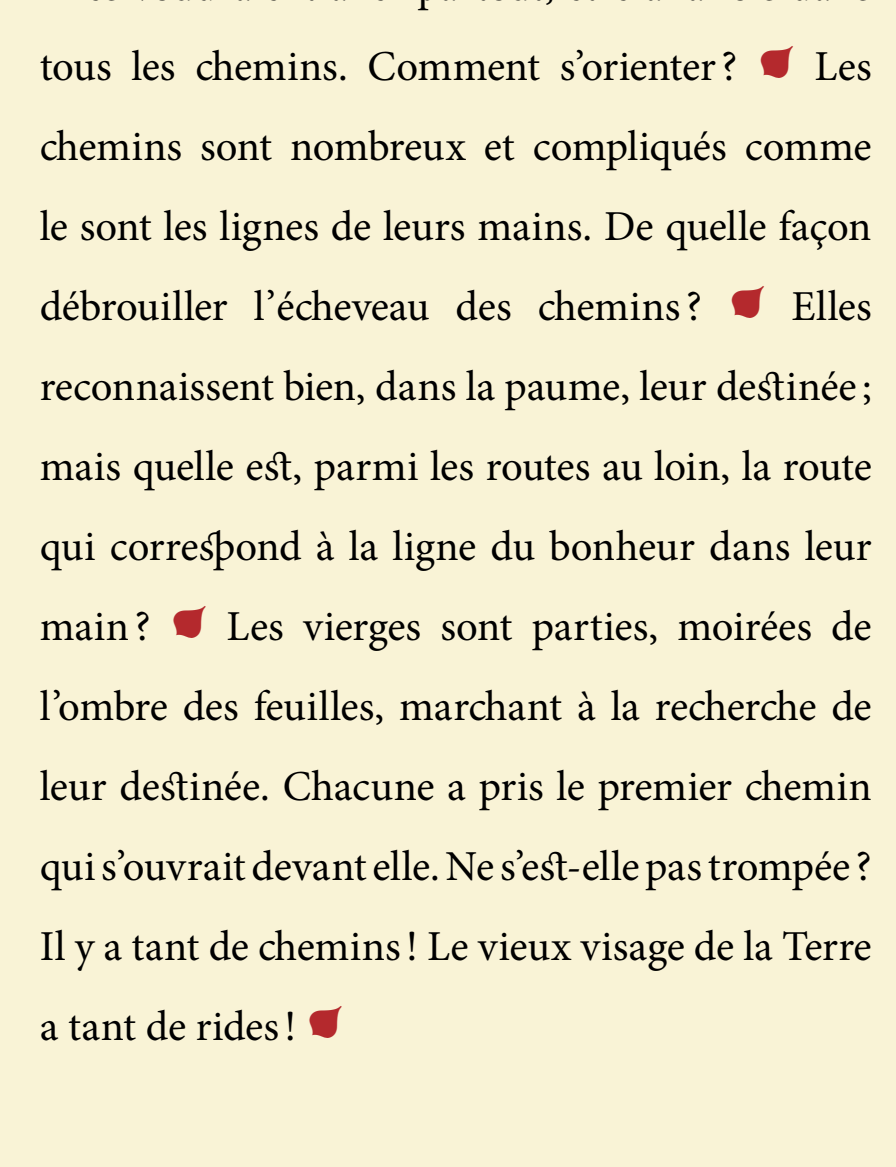 tous les chemins. Comment s’orienter ? Les
chemins sont nombreux et compliqués comme
le sont les lignes de leurs mains. De quelle façon
débrouiller l’écheveau des chemins ? Elles
reconnaissent bien, dans la paume, leur destinée ;
mais quelle est, parmi les routes au loin, la route
qui correspond à la ligne du bonheur dans leur
main ? Les vierges sont parties, moirées de
l’ombre des feuilles, marchant à la recherche de
leur destinée. Chacune a pris le premier chemin
qui s’ouvrait devant elle. Ne s’est-elle pas trompée ?
Il y a tant de chemins ! Le vieux visage de la Terre
a tant de rides !